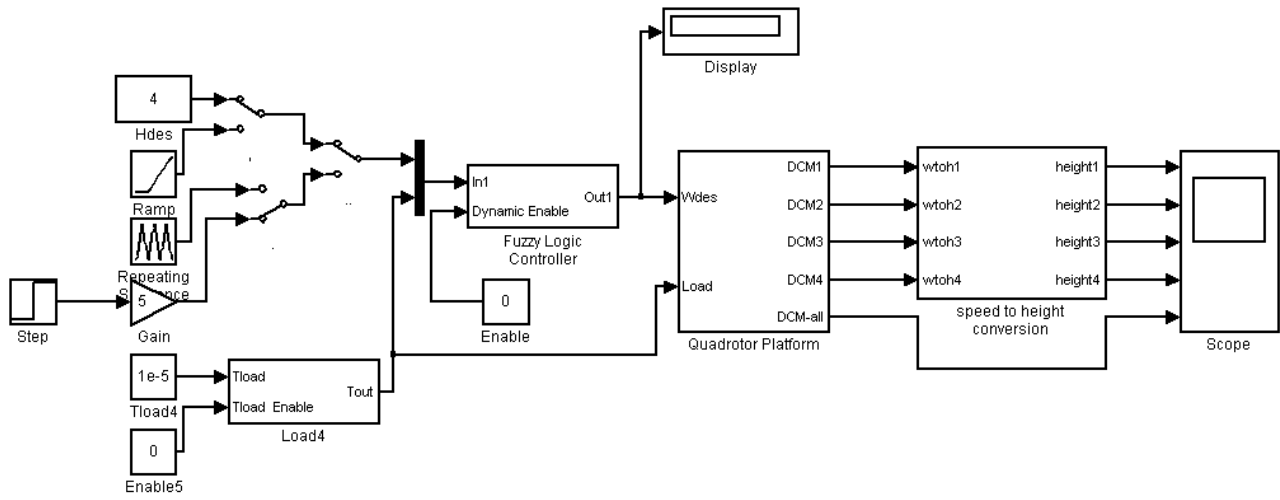 Display
4
Hdes
Ramp
Repeating
Step
5
Gain
In1
Dynamic Enable
Out1
Fuzzy Logic
Controller
0
Enable
Wdes
Load
DCM1
DCM2
DCM3
DCM4
DCM-all
Quadrotor Platform
wtoh1
wtoh2
wtoh3
wtoh4
height1
height2
height3
height4
speed to height
conversion
Scope
1e-5
Tload4
0
Enable5
Tload
Tload Enable
Tout
Load4